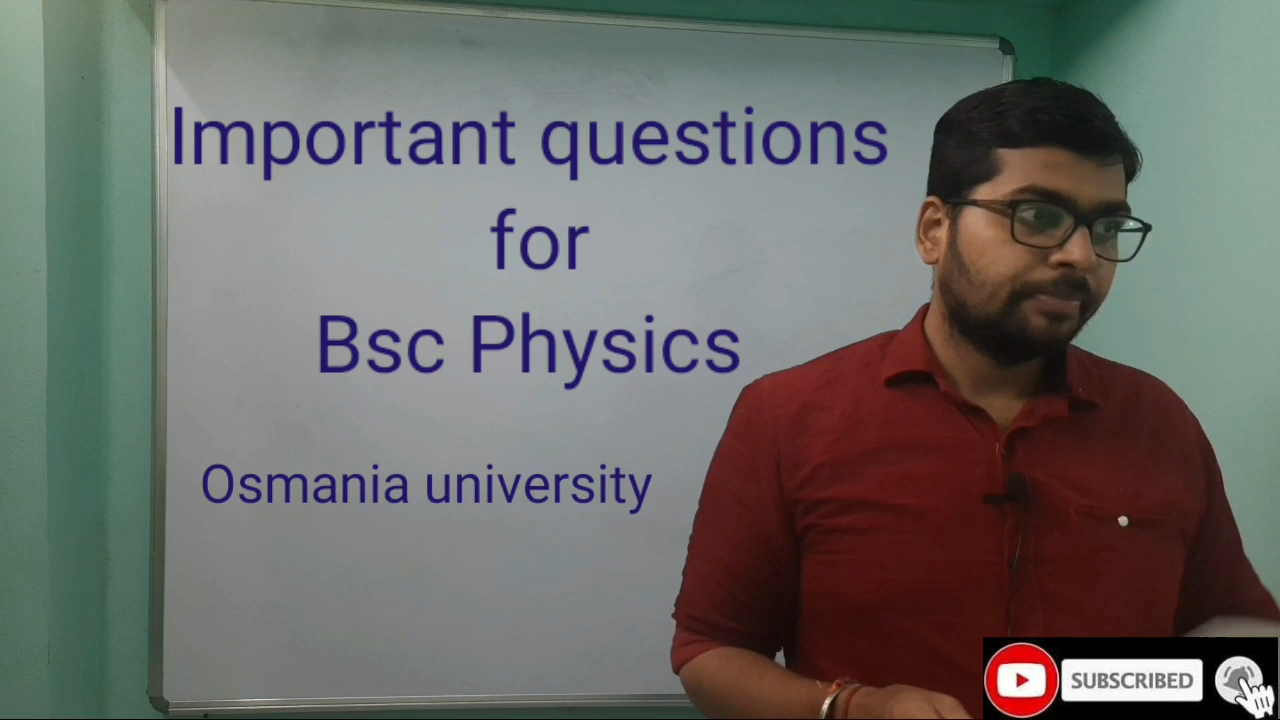 Important questions
for
Bsc Physics
Osmania university
SUBSCRIBED